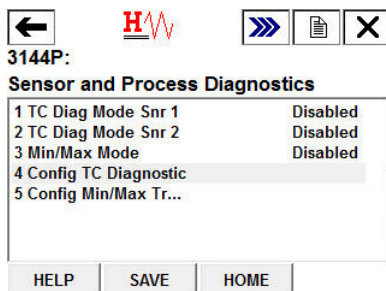 H
3144P:
Sensor and Process Diagnostics
1 TC Diag Mode Snr 1 Disabled
2 TC Diag Mode Snr 2 Disabled
3 Min/Max Mode Disabled
4 Config TC Diagnostic
5 Config Min/Max Tr...
HELP SAVE HOME